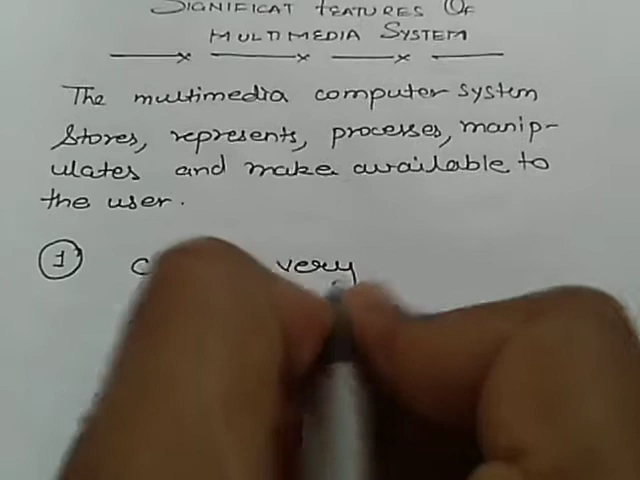 SIGNIFICAT FEATURES OF
MULTIMEDIA SYSTEM
The multimedia computer system
stores, represents, processes, manip-
ulates and make available to
the user.
1 very